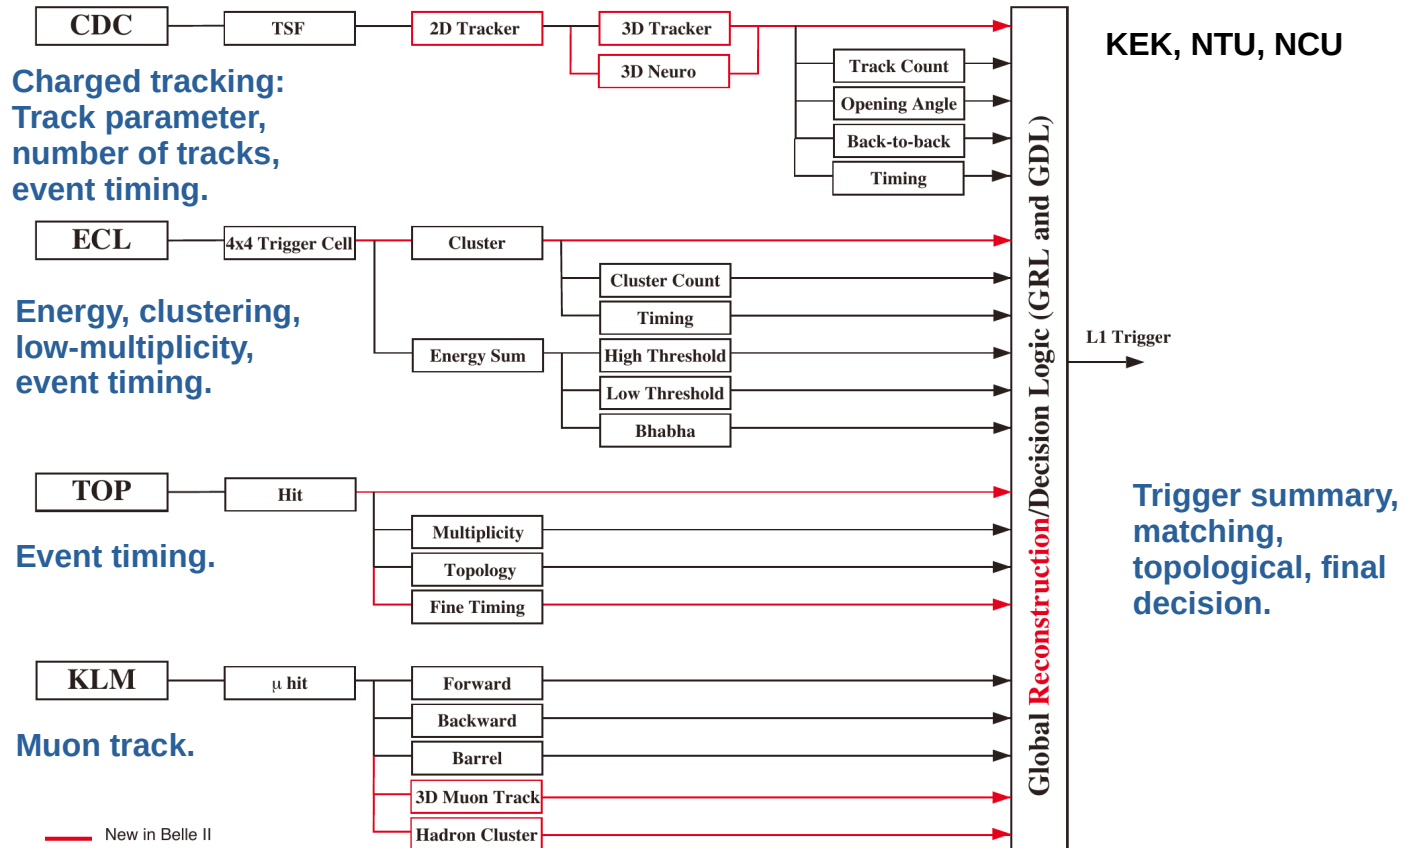 CDC
TSF
2D Tracker
3D Tracker
3D Neuro
Track Count
Opening Angle
Back-to-back
Timing
KEK, NTU, NCU
Charged tracking:
Track parameter,
number of tracks,
event timing.
ECL
4x4 Trigger Cell
Cluster
Cluster Count
Timing
Energy Sum
High Threshold
Low Threshold
Bhabha
Energy, clustering,
low-multiplicity,
event timing.
Global Reconstruction/Decision Logic (GRL and GDL)
L1 Trigger
TOP
Hit
Multiplicity
Topology
Fine Timing
Event timing.
Trigger summary,
matching,
topological, final
decision.
KLM
μ hit
Forward
Backward
Barrel
3D Muon Track
Hadron Cluster
Muon track.
New in Belle II